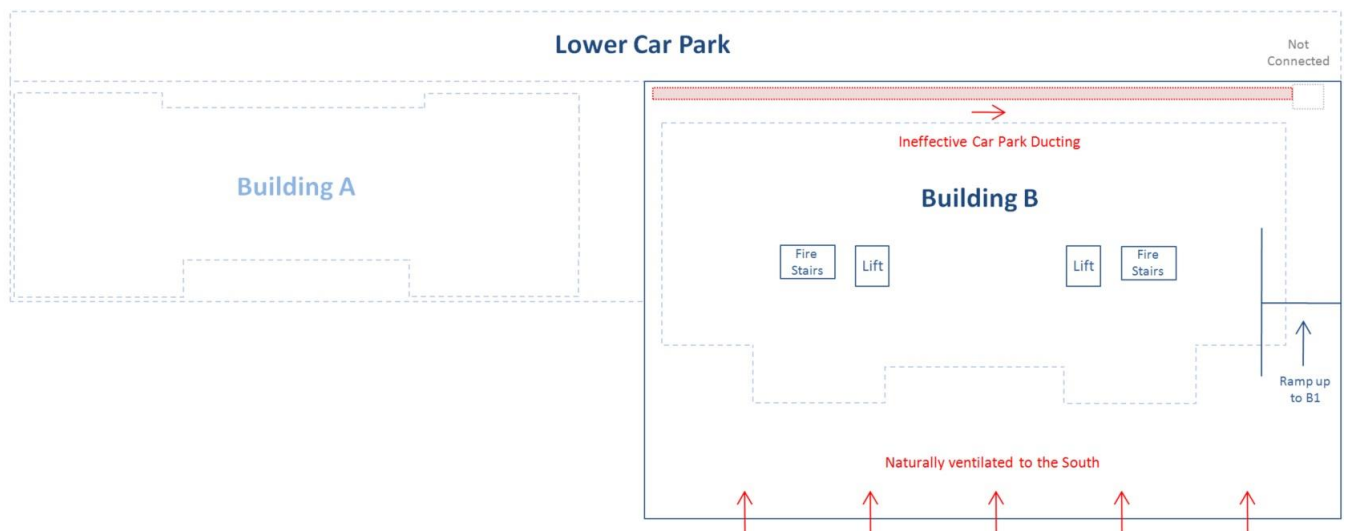 Lower Car Park
Not
Connected
Ineffective Car Park Ducting
Building A
Building B
Fire
Stairs
Lift
Lift
Fire
Stairs
Ramp up
to B1
Naturally ventilated to the South